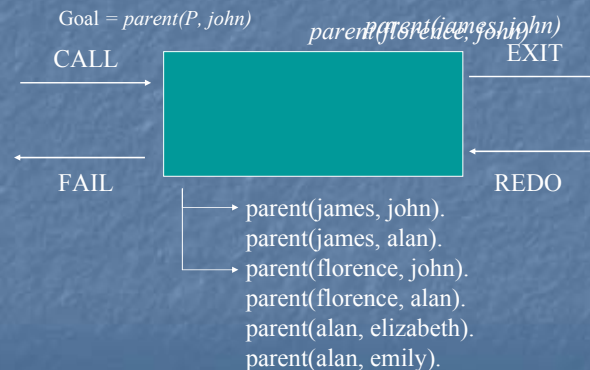 Goal = parent(P, john)
parent(james, john)
parent(florence, john)
CALL
EXIT
FAIL
REDO
parent(james, john).
parent(james, alan).
parent(florence, john).
parent(florence, alan).
parent(alan, elizabeth).
parent(alan, emily).